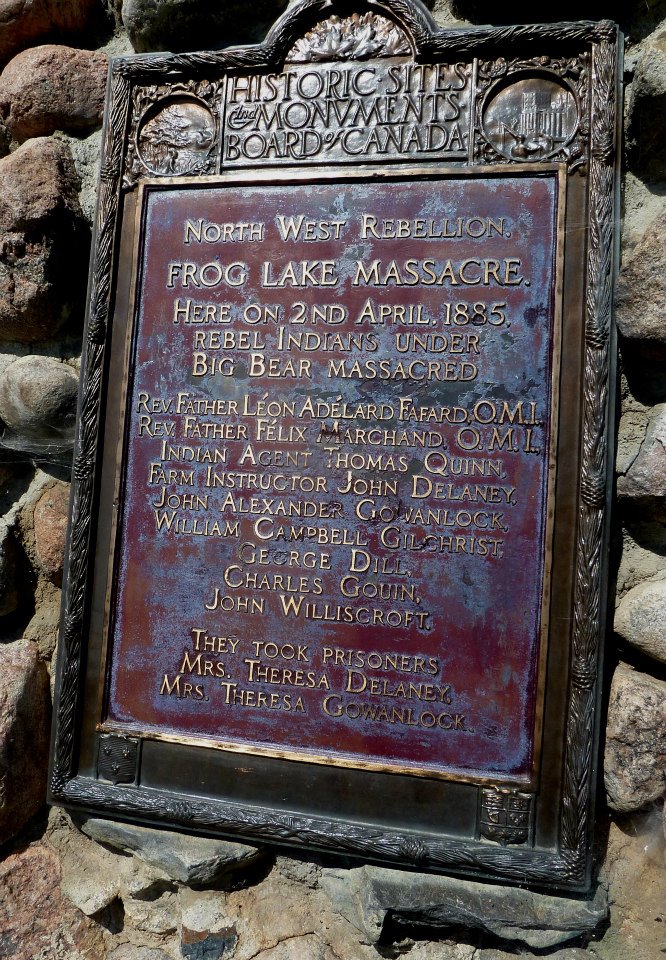 HISTORIC SITES
and MONVMENTS
BOARD of CANADA
NORTH WEST REBELLION.
FROG LAKE MASSACRE.
HERE ON 2ND APRIL. 1885,
REBEL INDIANS UNDER
BIG BEAR MASSACRED
REV. FATHER LÉON ADÉLARD FAFARD, O.M.I.
REV. FATHER FÉLIX MARCHAND, O.M.I.,
INDIAN AGENT THOMAS QUINN,
FARM INSTRUCTOR JOHN DELANEY,
JOHN ALEXANDER GOWANLOCK,
WILLIAM CAMPBELL GILCHRIST,
GEORGE DILL,
CHARLES GOUIN,
JOHN WILLISCROFT.
THEY TOOK PRISONERS
MRS. THERESA DELANEY,
MRS. THERESA GOWANLOCK.